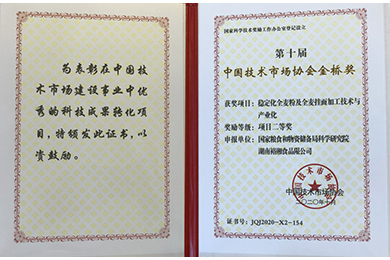 为表彰在中国技
术市场建设事业中优
秀的科技成果转化项
目，特颁发此证书，以
资鼓励。
国家科学技术奖励工作办公室登记设立
第十届
中国技术市场协会金桥奖
获奖项目：稳定化全麦粉及全麦挂面加工技术与
产业化
奖励等级：项目二等奖
申报单位：国家粮食和物资储备局科学研究院
湖南裕湘食品有限公司
中国技术市场协会
二〇二〇年十月
证书号：JQJ2020-X2-154